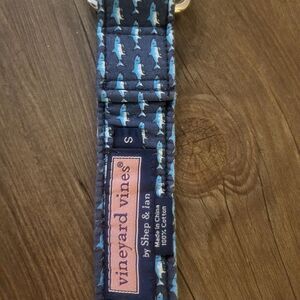 S
vineyard vines®
by Shep & Ian
Made in China
100% Cotton